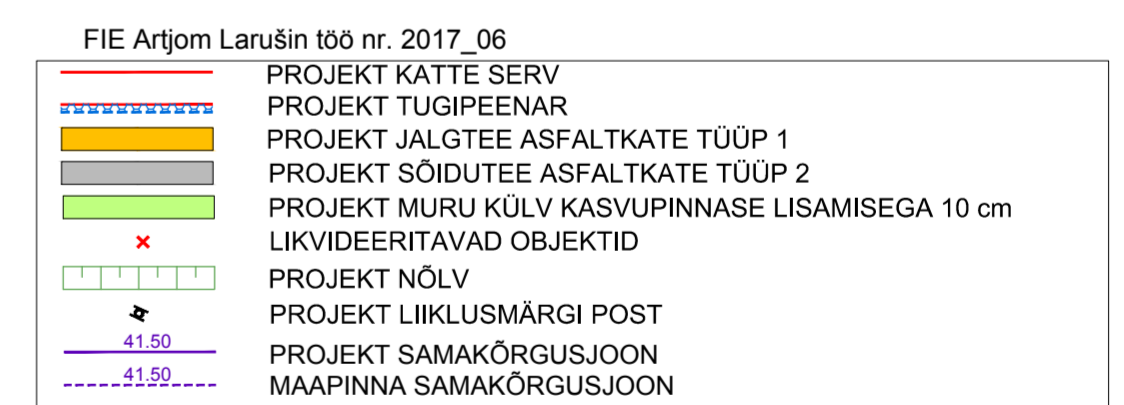 FIE Artjom Larušin töö nr. 2017_06
PROJEKT KATTE SERV
PROJEKT TUGIPEENAR
PROJEKT JALGTEE ASFALTKATE TÜÜP 1
PROJEKT SÕIDUTEE ASFALTKATE TÜÜP 2
PROJEKT MURU KÜLV KASVUPINNASE LISAMISEGA 10 cm
LIKVIDEERITAVAD OBJEKTID
PROJEKT NÕLV
PROJEKT LIIKLUSMÄRGI POST
41.50 PROJEKT SAMAKÕRGUSJOON
41.50 MAAPINNA SAMAKÕRGUSJOON